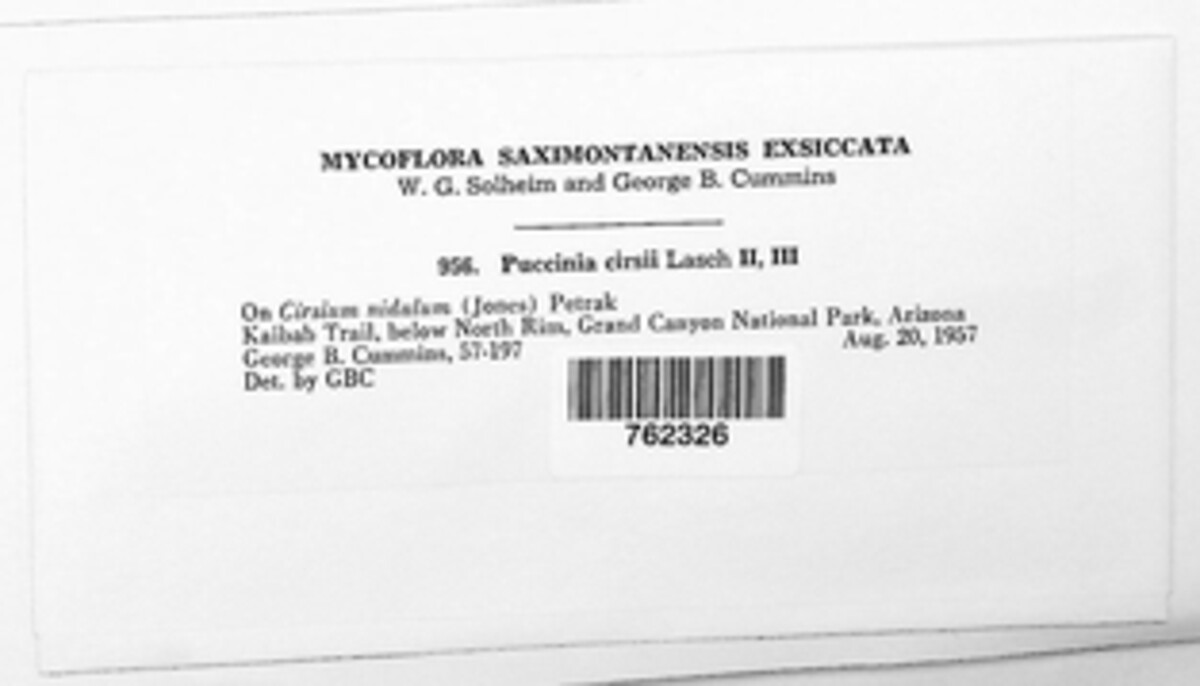 MYCOFLORA SAXIMONTANENSIS EXSICCATA
W. G. Solheim and George B. Cummins
956. Puccinia cirsii Lasch II, III
On Cirsium nidulum (Jones) Petrak
Kaibab Trail, below North Rim, Grand Canyon National Park, Arizona
George B. Cummins, 57-197 Aug. 20, 1957
Det. by GBC
762326